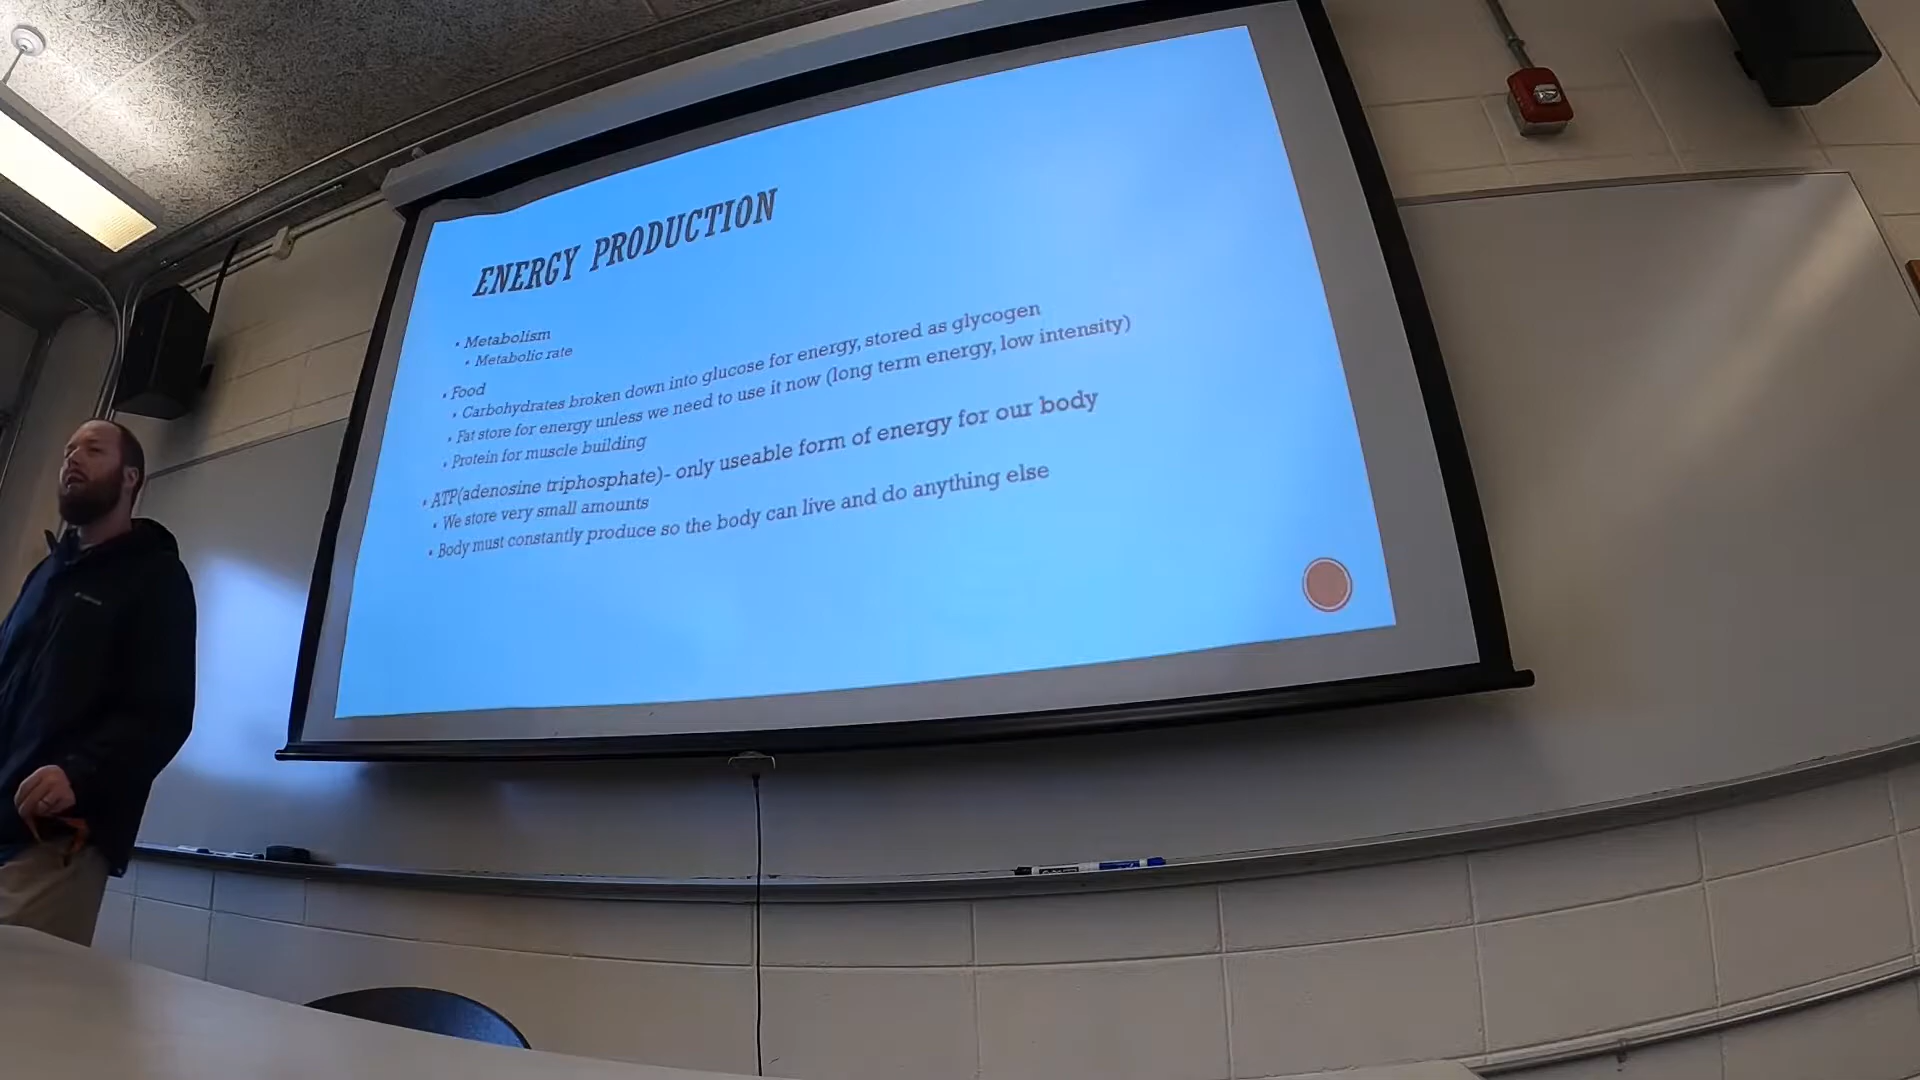 ENERGY PRODUCTION
• Metabolism
• Metabolic rate
• Food
• Carbohydrates broken down into glucose for energy, stored as glycogen
• Fat store for energy unless we need to use it now (long term energy, low intensity)
• Protein for muscle building
• ATP(adenosine triphosphate)- only useable form of energy for our body
• We store very small amounts
• Body must constantly produce so the body can live and do anything else